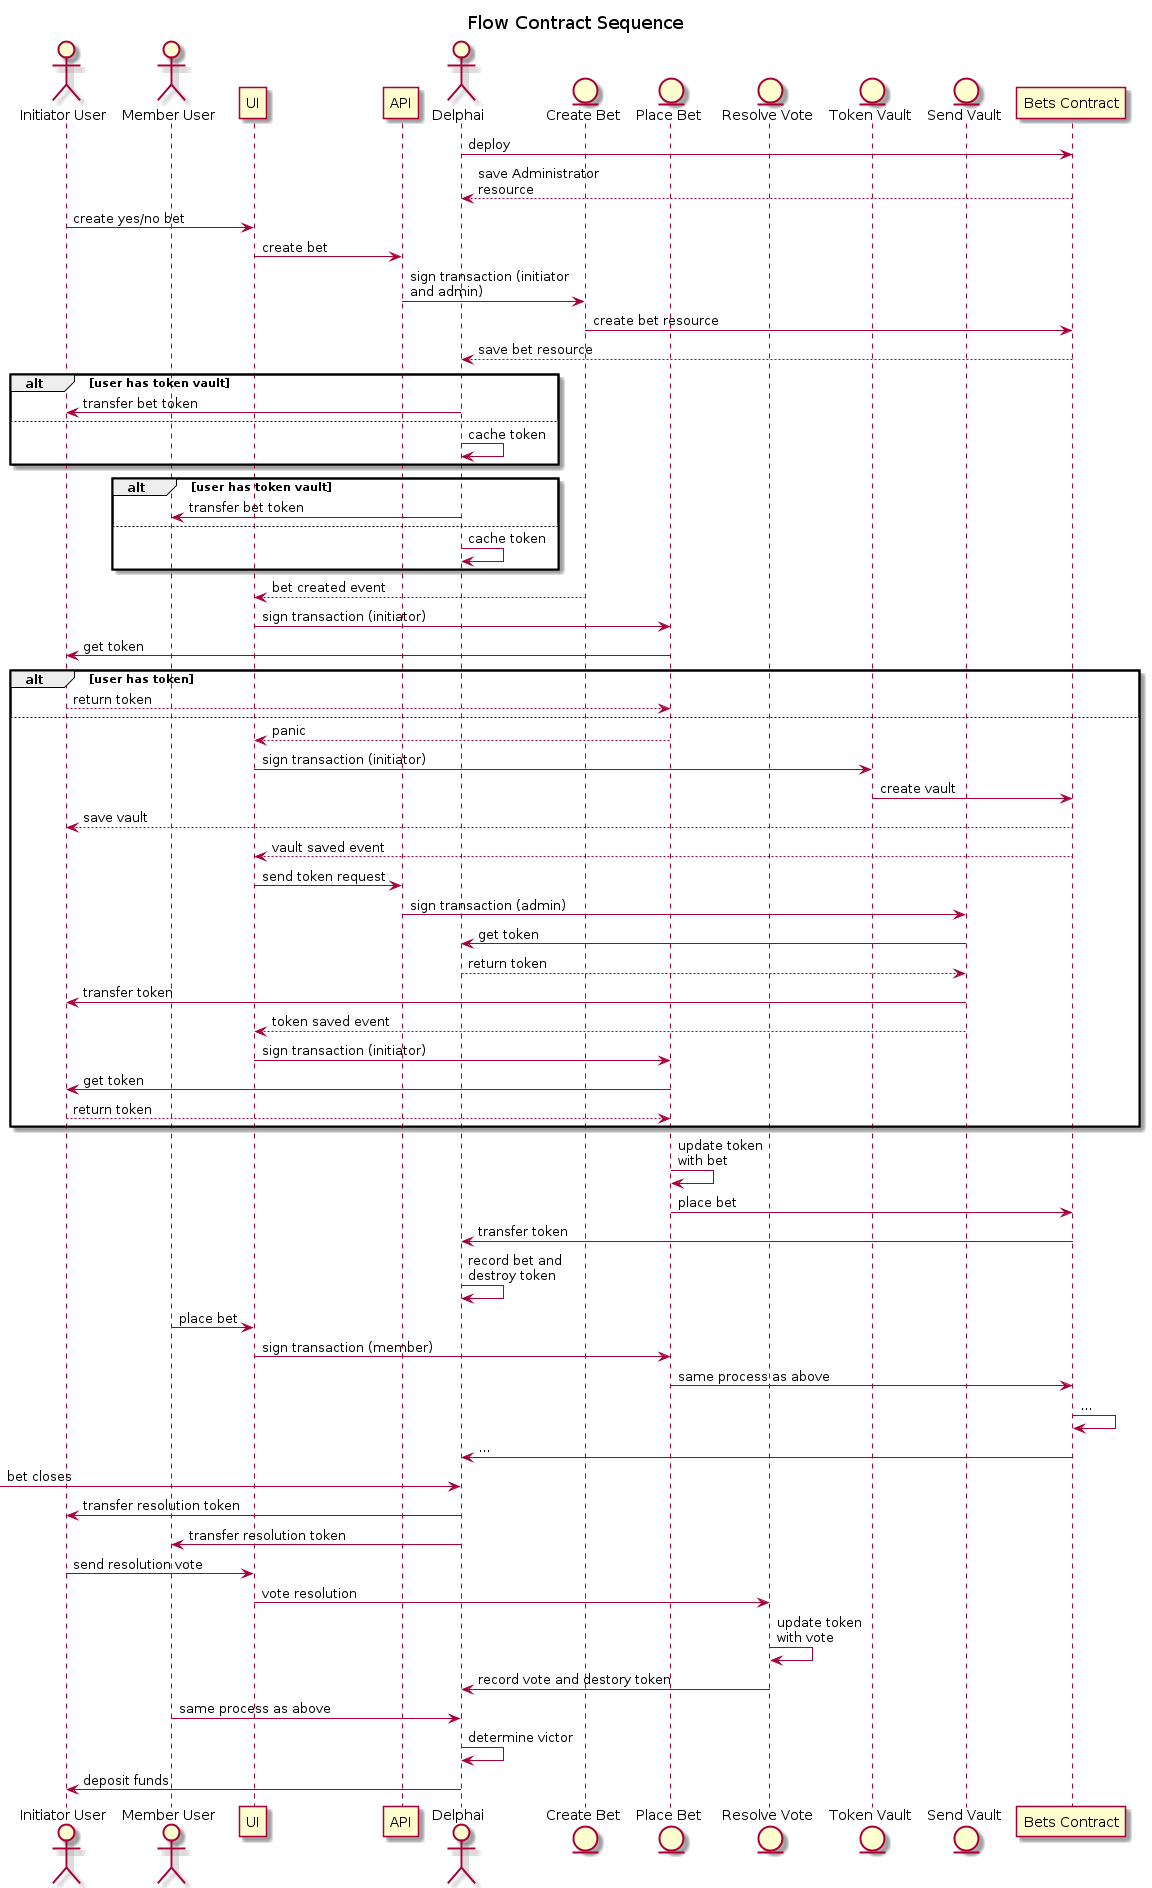 Flow Contract Sequence
Initiator User
Member User
UI
API
Delphai
Create Bet
Place Bet
Resolve Vote
Token Vault
Send Vault
Bets Contract
deploy
save Administrator
resource
create yes/no bet
create bet
sign transaction (initiator
and admin)
create bet resource
save bet resource
alt [user has token vault]
transfer bet token
cache token
alt [user has token vault]
transfer bet token
cache token
bet created event
sign transaction (initiator)
get token
alt [user has token]
return token
panic
sign transaction (initiator)
create vault
save vault
vault saved event
send token request
sign transaction (admin)
get token
return token
transfer token
token saved event
sign transaction (initiator)
get token
return token
update token
with bet
place bet
transfer token
record bet and
destroy token
place bet
sign transaction (member)
same process as above
...
...
bet closes
transfer resolution token
transfer resolution token
send resolution vote
vote resolution
update token
with vote
record vote and destory token
same process as above
determine victor
deposit funds
Initiator User
Member User
UI
API
Delphai
Create Bet
Place Bet
Resolve Vote
Token Vault
Send Vault
Bets Contract